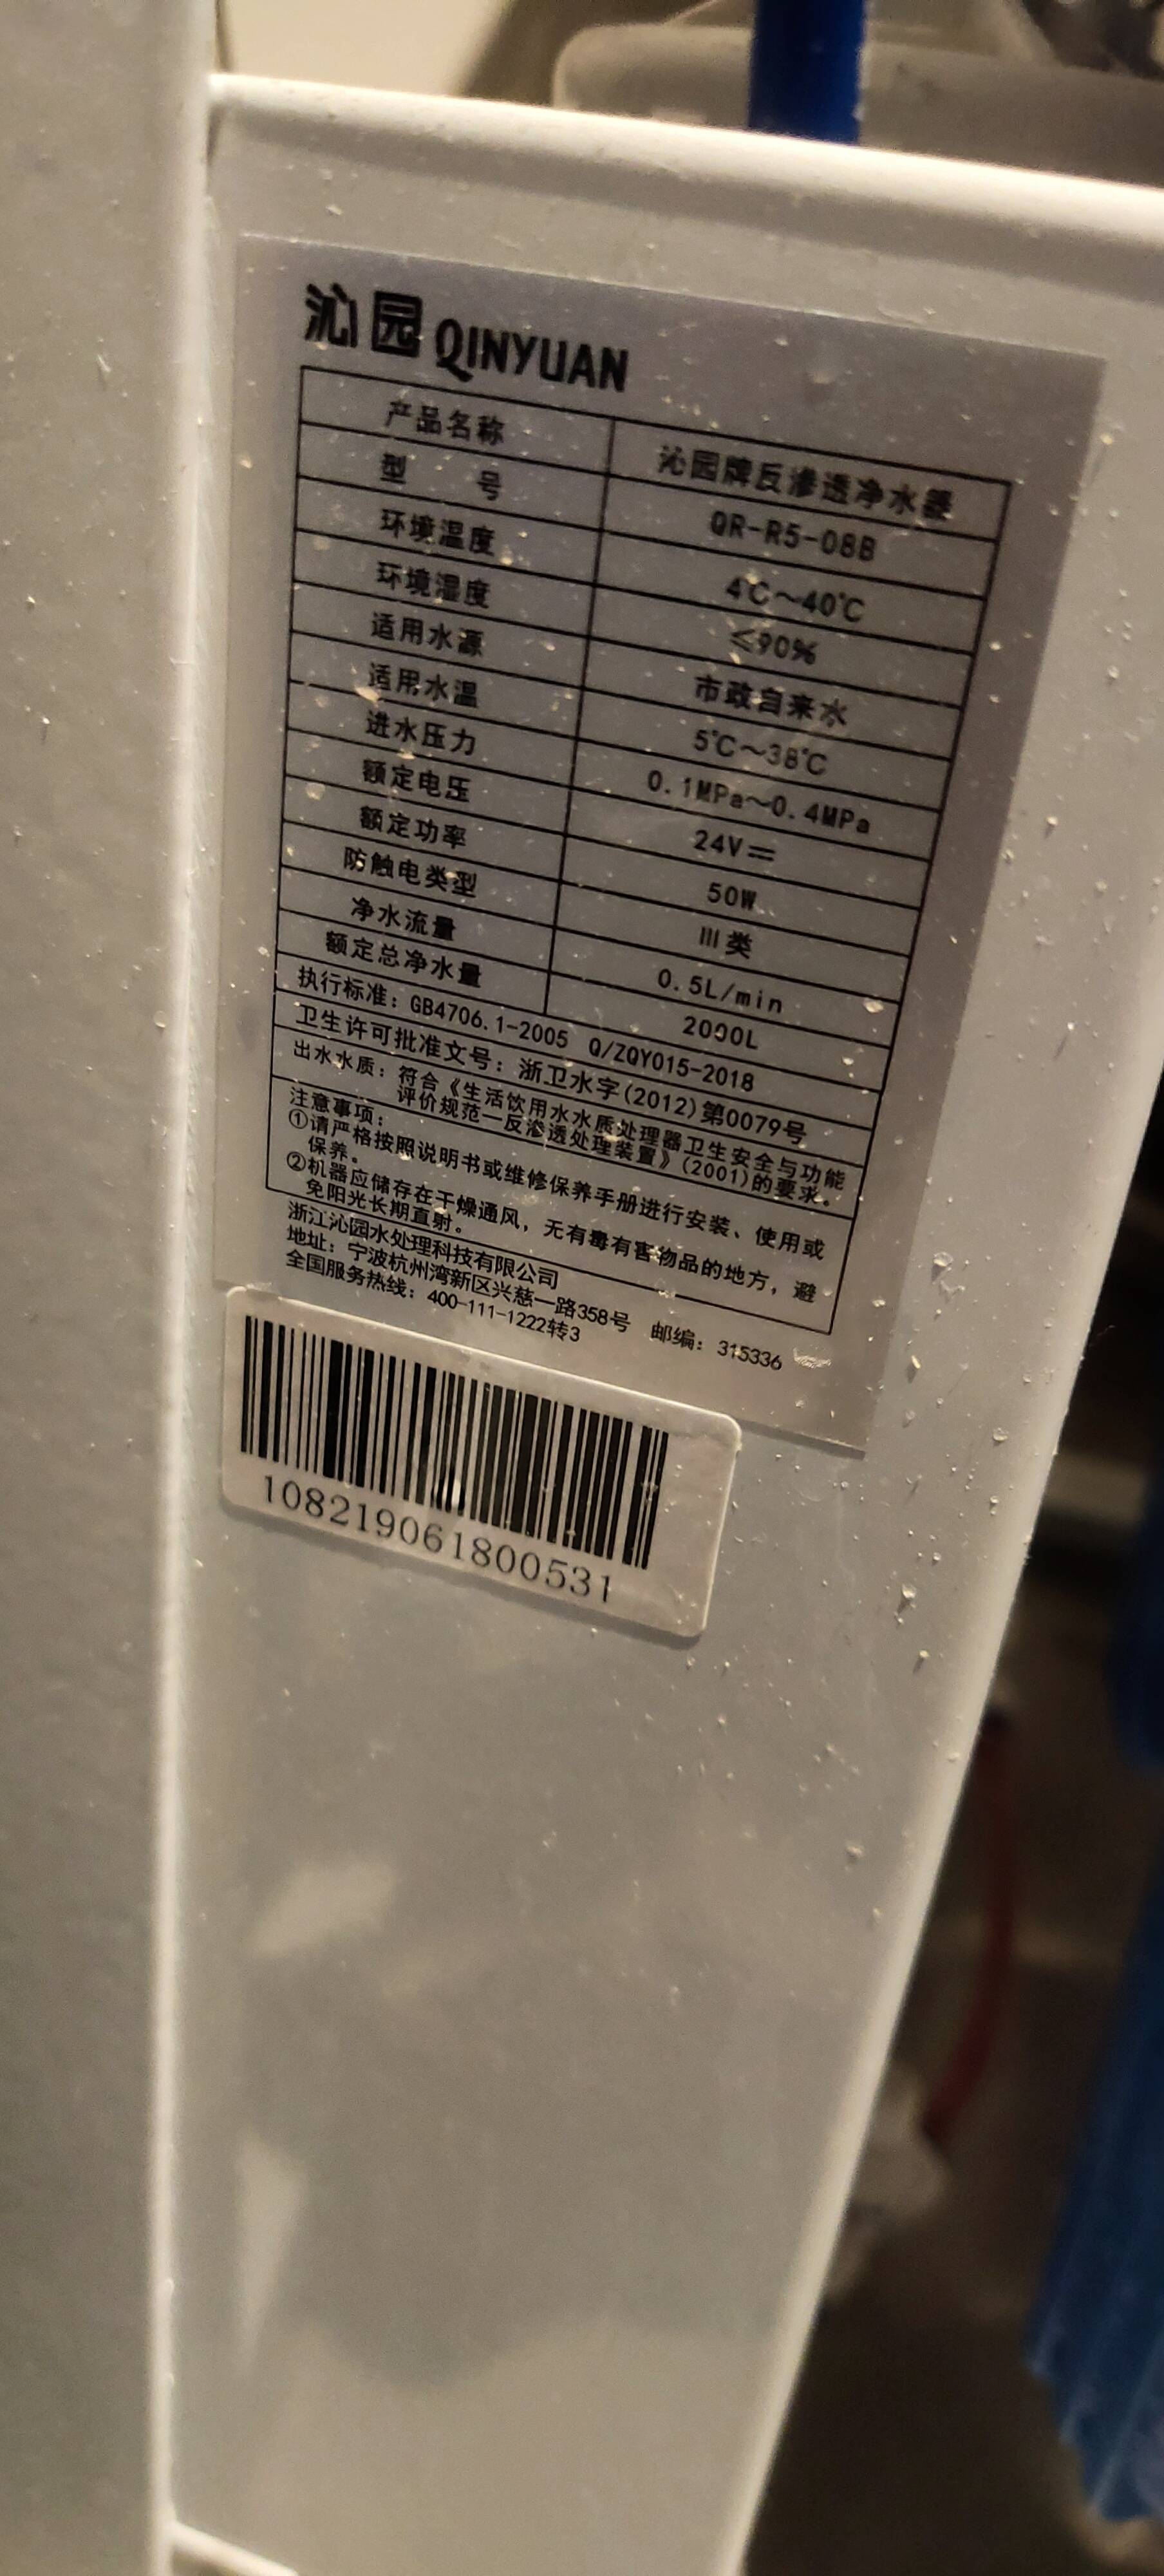 沁园 QINYUAN
产品名称 沁园牌反渗透净水器
型 号 QR-R5-08B
环境温度 4℃~40℃
环境湿度 ≤90%
适用水源 市政自来水
适用水温 5℃~38℃
进水压力 0.1MPa~0.4MPa
额定电压 24V⎓
额定功率 50W
防触电类型 III类
净水流量 0.5L/min
额定总净水量 2000L
执行标准：GB4706.1-2005 Q/ZQY015-2018
卫生许可批准文号：浙卫水字(2012)第0079号
出水水质：符合《生活饮用水水质处理器卫生安全与功能
评价规范—反渗透处理装置》(2001)的要求。
注意事项：
①请严格按照说明书或维修保养手册进行安装、使用或
保养。
②机器应储存在干燥通风，无有毒有害物品的地方，避
免阳光长期直射。
浙江沁园水处理科技有限公司
地址：宁波杭州湾新区兴慈一路358号 邮编：315336
全国服务热线：400-111-1222转3
108219061800531